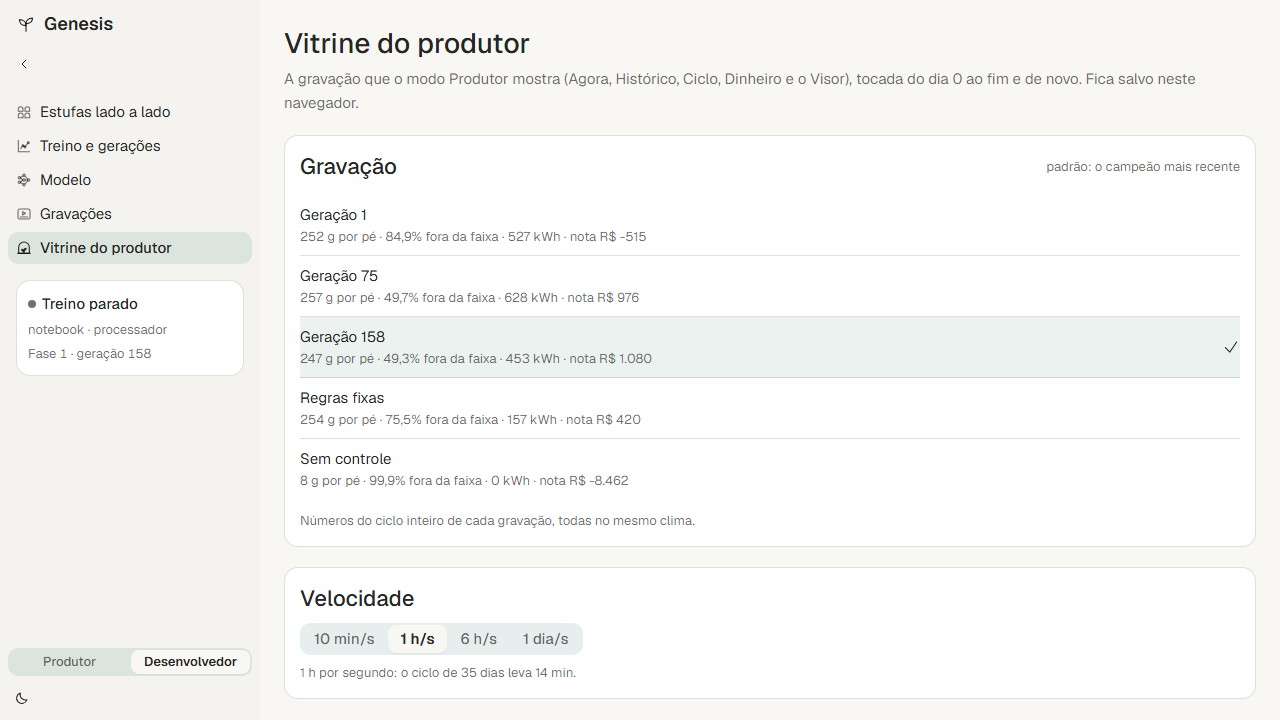 Genesis
Estufas lado a lado
Treino e gerações
Modelo
Gravações
Vitrine do produtor
Treino parado
notebook · processador
Fase 1 · geração 158
Produtor
Desenvolvedor
Vitrine do produtor
A gravação que o modo Produtor mostra (Agora, Histórico, Ciclo, Dinheiro e o Visor), tocada do dia 0 ao fim e de novo. Fica salvo neste
navegador.
Gravação
padrão: o campeão mais recente
Geração 1
252 g por pé · 84,9% fora da faixa · 527 kWh · nota R$ -515
Geração 75
257 g por pé · 49,7% fora da faixa · 628 kWh · nota R$ 976
Geração 158
247 g por pé · 49,3% fora da faixa · 453 kWh · nota R$ 1.080
Regras fixas
254 g por pé · 75,5% fora da faixa · 157 kWh · nota R$ 420
Sem controle
8 g por pé · 99,9% fora da faixa · 0 kWh · nota R$ -8.462
Números do ciclo inteiro de cada gravação, todas no mesmo clima.
Velocidade
10 min/s
1 h/s
6 h/s
1 dia/s
1 h por segundo: o ciclo de 35 dias leva 14 min.